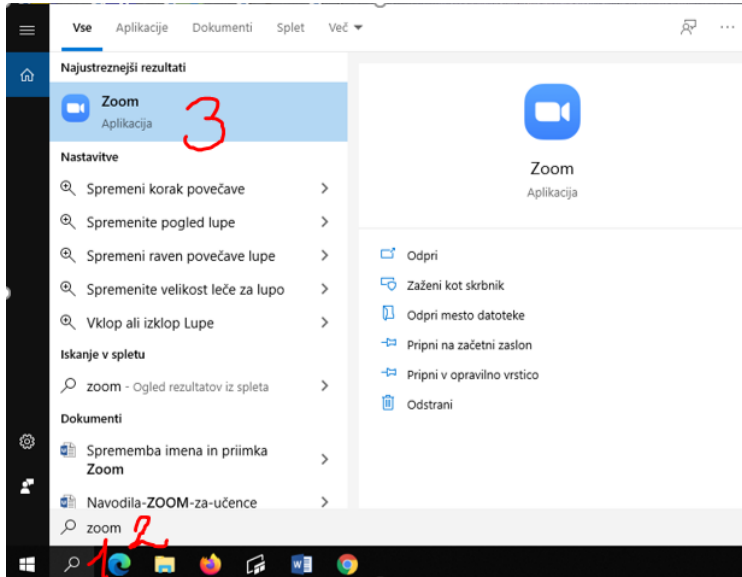 Vse Aplikacije Dokumenti Splet Več
Najustreznejši rezultati
Zoom
Aplikacija
3
Nastavitve
Spremeni korak povečave
Spremenite pogled lupe
Spremeni raven povečave lupe
Spremenite velikost leče za lupo
Vklop ali izklop Lupe
Iskanje v spletu
zoom - Ogled rezultatov iz spleta
Dokumenti
Sprememba imena in priimka
Zoom
Navodila-ZOOM-za-učence
zoom
2
1
Zoom
Aplikacija
Odpri
Zaženi kot skrbnik
Odpri mesto datoteke
Pripni na začetni zaslon
Pripni v opravilno vrstico
Odstrani